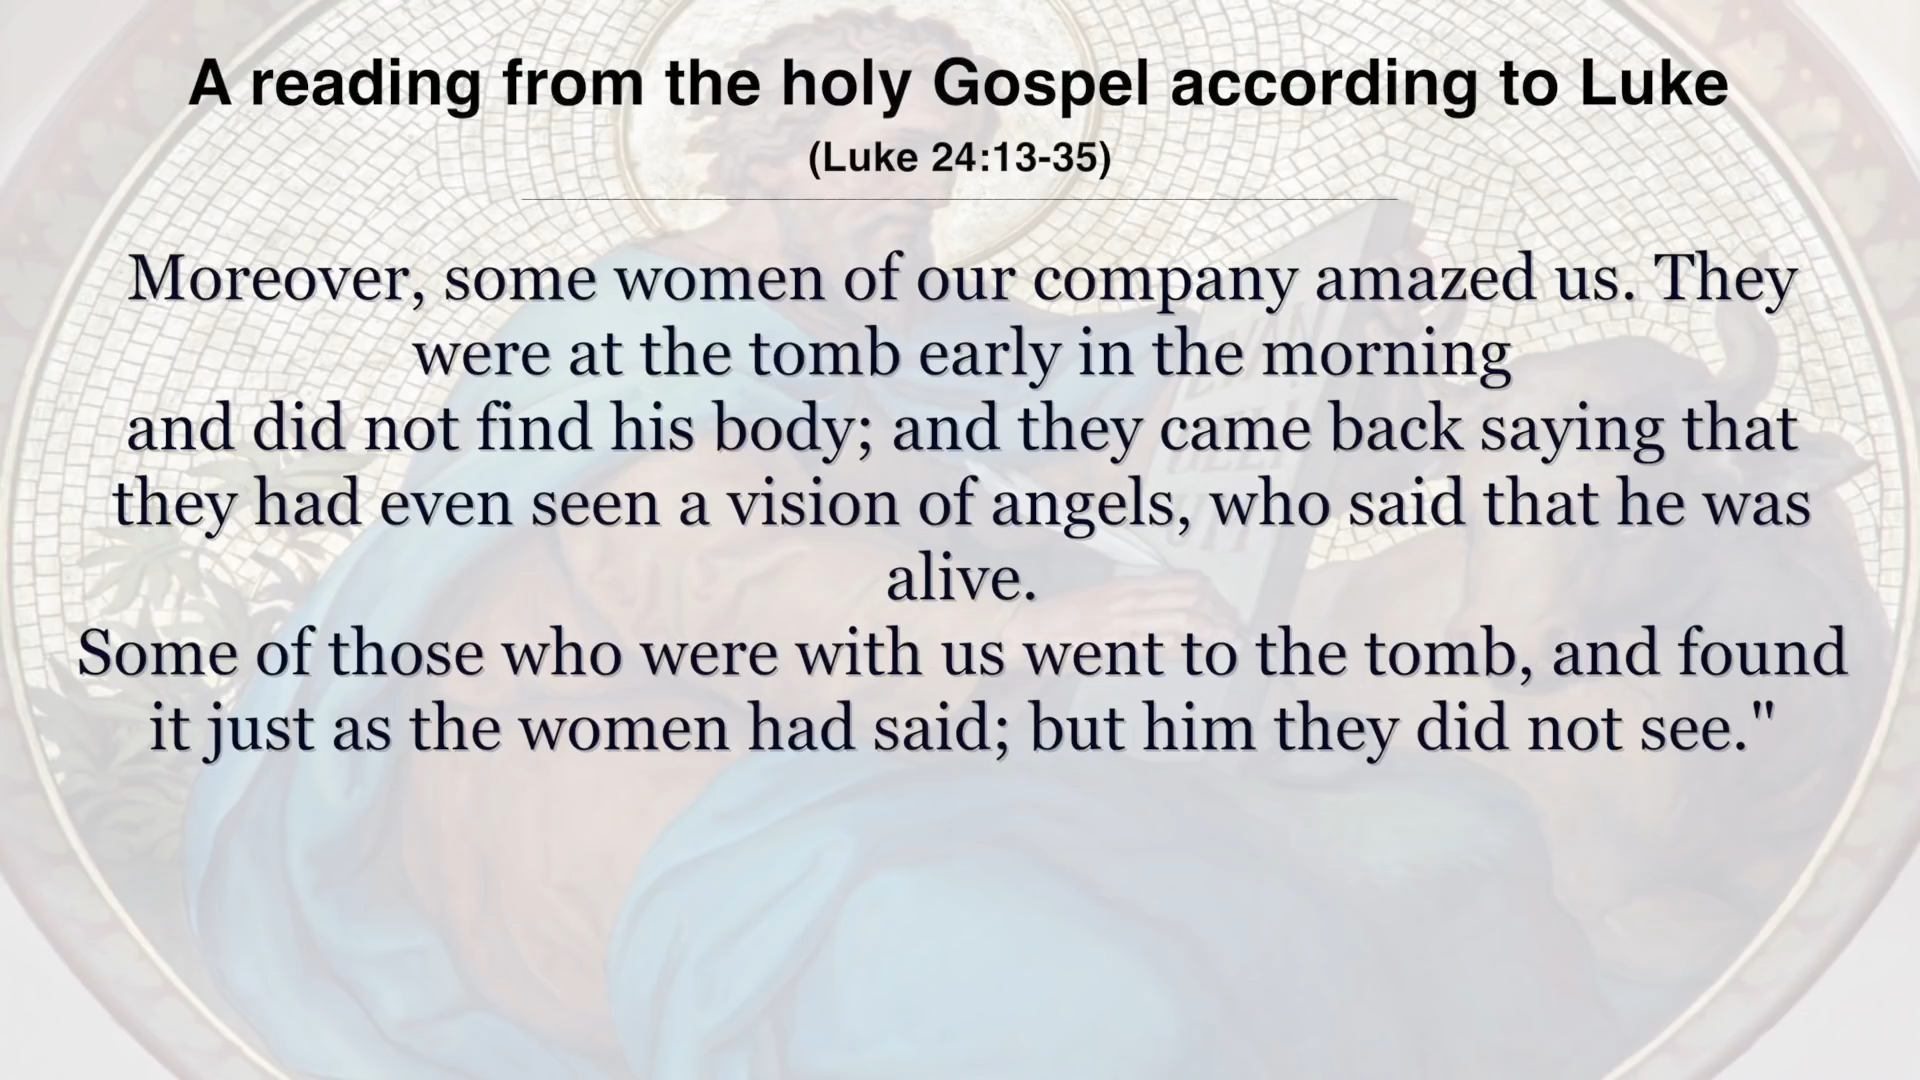 A reading from the holy Gospel according to Luke
(Luke 24:13-35)
Moreover, some women of our company amazed us. They
were at the tomb early in the morning
and did not find his body; and they came back saying that
they had even seen a vision of angels, who said that he was
alive.
Some of those who were with us went to the tomb, and found
it just as the women had said; but him they did not see."